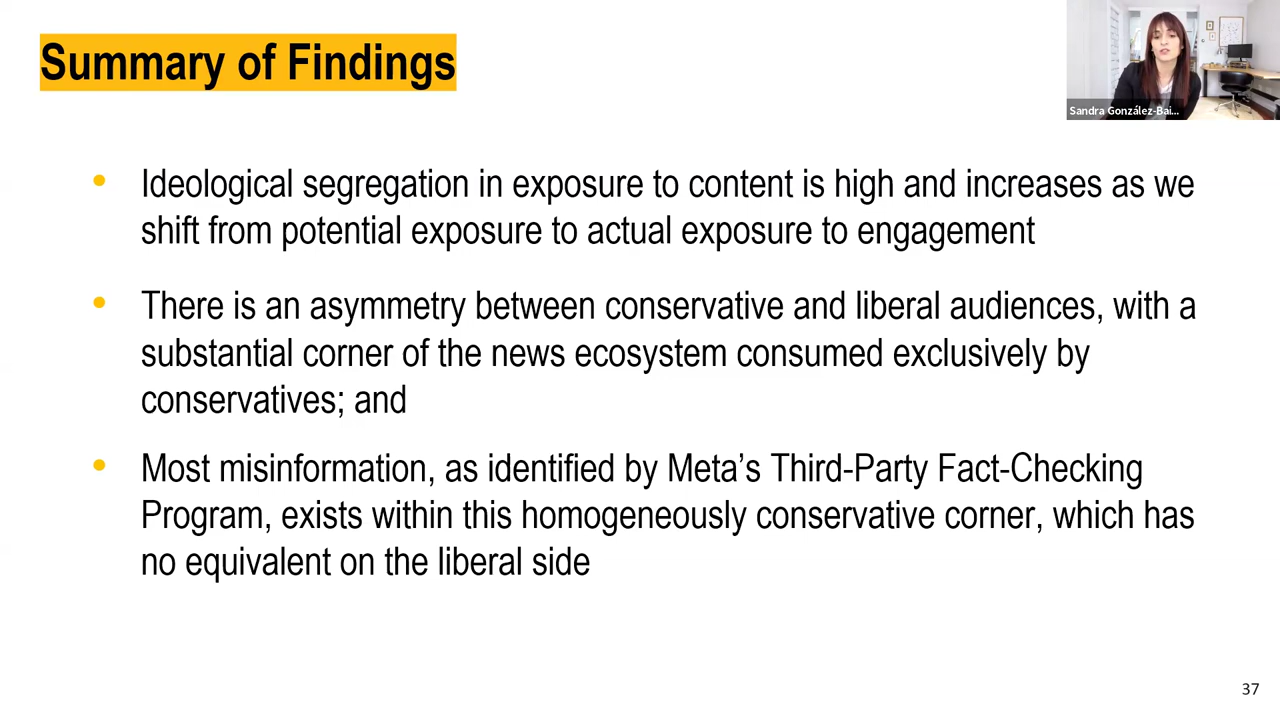 Summary of Findings
Sandra González-Bai...
• Ideological segregation in exposure to content is high and increases as we
shift from potential exposure to actual exposure to engagement
• There is an asymmetry between conservative and liberal audiences, with a
substantial corner of the news ecosystem consumed exclusively by
conservatives; and
• Most misinformation, as identified by Meta’s Third-Party Fact-Checking
Program, exists within this homogeneously conservative corner, which has
no equivalent on the liberal side
37